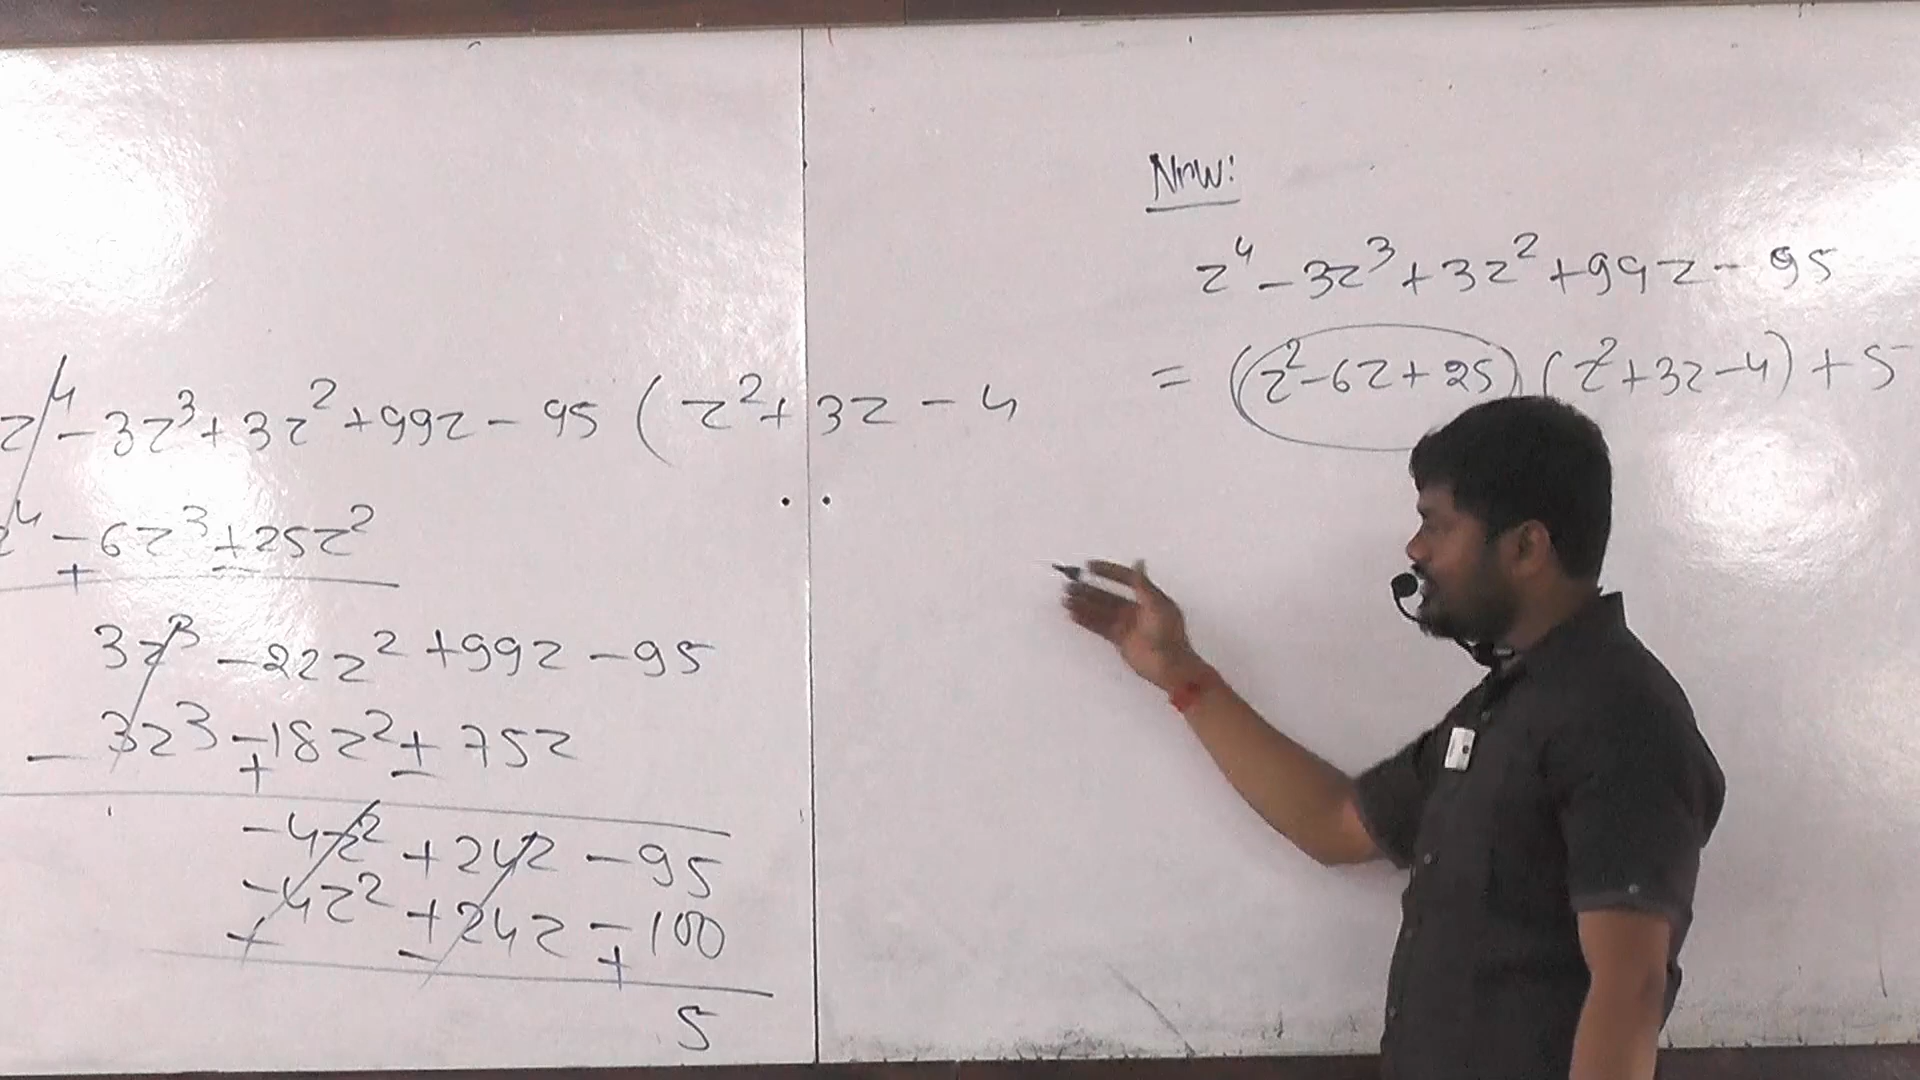 z⁴ - 3z³ + 3z² + 99z - 95 ( z² + 3z - 4
z⁴ - 6z³ + 25z²
+ -
3z³ - 22z² + 99z - 95
3z³ - 18z² + 75z
- + -
-4z² + 24z - 95
-4z² + 24z - 100
+ - +
5
Now:
z⁴ - 3z³ + 3z² + 99z - 95
= (z² - 6z + 25) (z² + 3z - 4) + 5